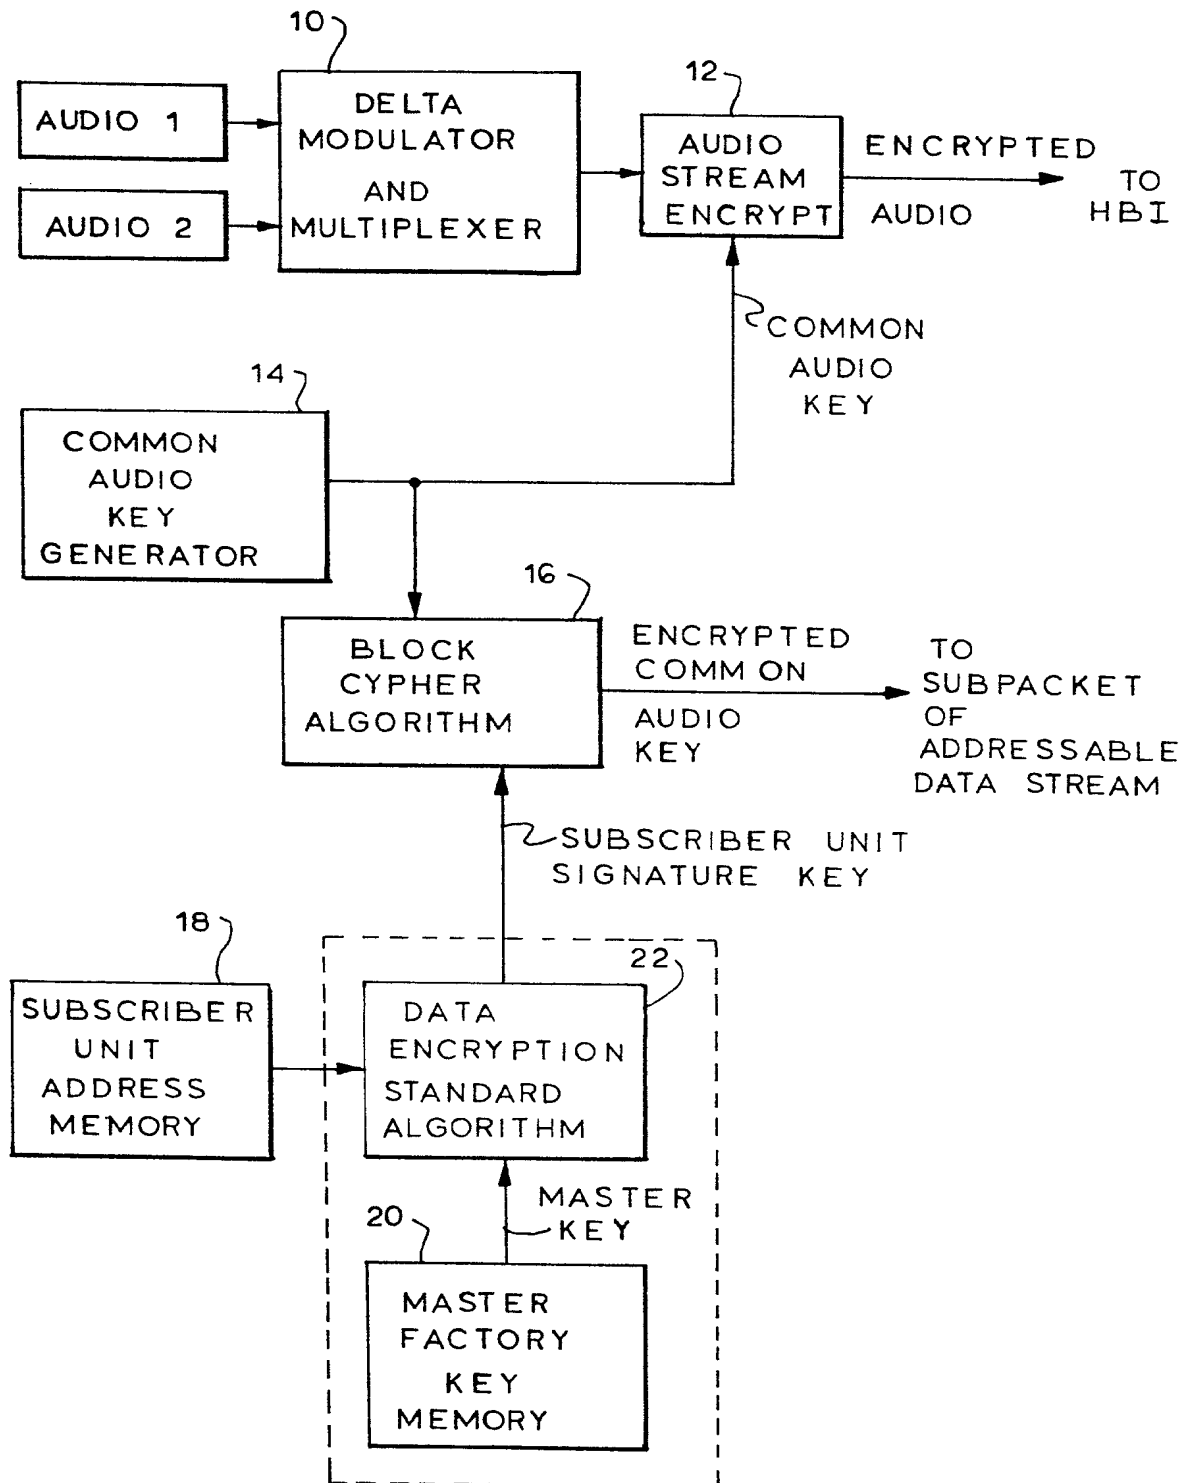 10
AUDIO 1
AUDIO 2
DELTA
MODULATOR
AND
MULTIPLEXER
12
AUDIO
STREAM
ENCRYPT
ENCRYPTED
AUDIO
TO
HBI
COMMON
AUDIO
KEY
14
COMMON
AUDIO
KEY
GENERATOR
16
BLOCK
CYPHER
ALGORITHM
ENCRYPTED
COMMON
AUDIO
KEY
TO
SUBPACKET
OF
ADDRESSABLE
DATA STREAM
SUBSCRIBER UNIT
SIGNATURE KEY
18
SUBSCRIBER
UNIT
ADDRESS
MEMORY
22
DATA
ENCRYPTION
STANDARD
ALGORITHM
MASTER
KEY
20
MASTER
FACTORY
KEY
MEMORY